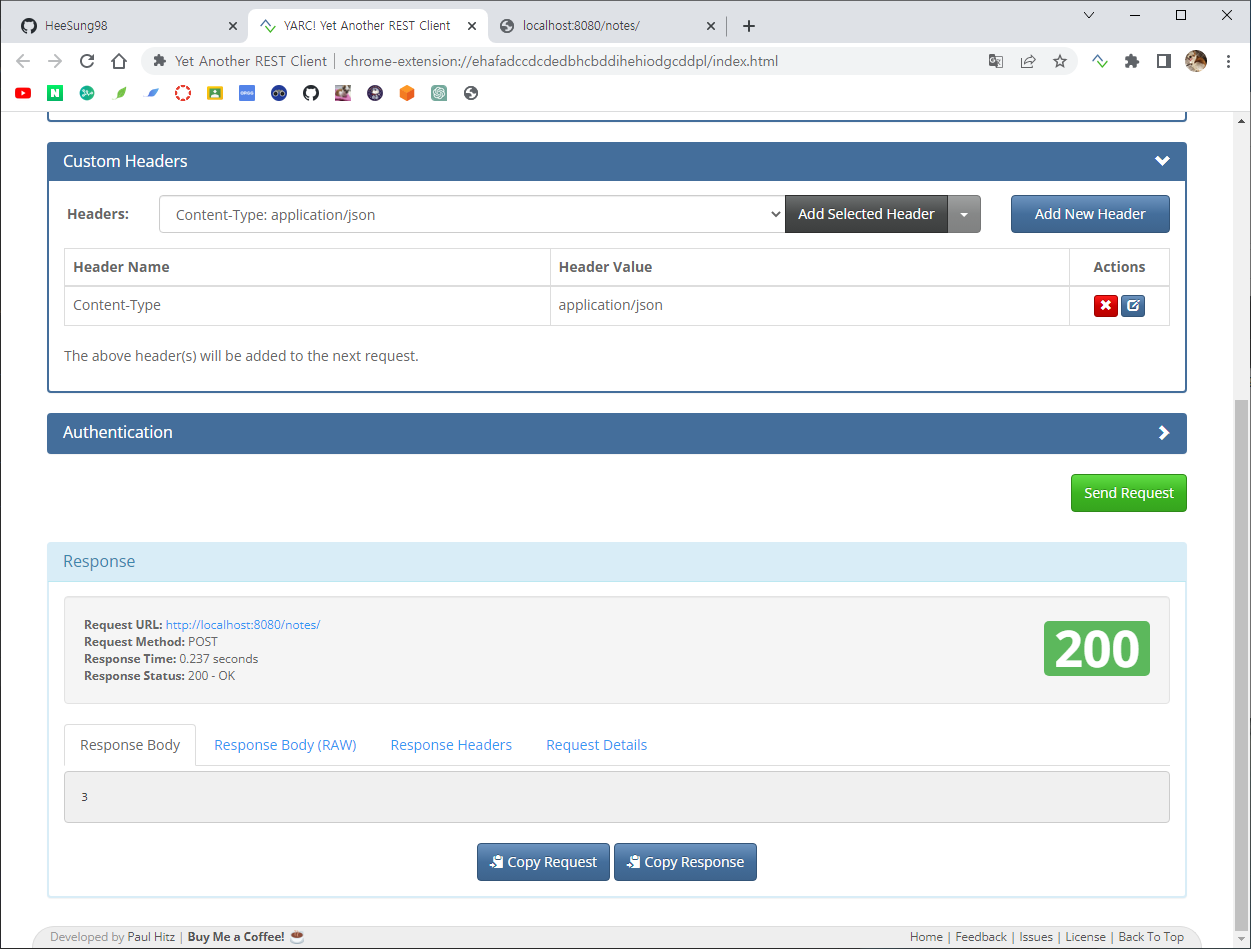 HeeSung98
YARC! Yet Another REST Client
localhost:8080/notes/
Yet Another REST Client | chrome-extension://ehafadccdcdedbhcbddihehiodgcddpl/index.html
Custom Headers
Headers:
Content-Type: application/json
Add Selected Header
Add New Header
Header Name Header Value Actions
Content-Type application/json
The above header(s) will be added to the next request.
Authentication
Send Request
Response
Request URL: http://localhost:8080/notes/
Request Method: POST
Response Time: 0.237 seconds
Response Status: 200 - OK
200
Response Body Response Body (RAW) Response Headers Request Details
3
Copy Request Copy Response
Developed by Paul Hitz | Buy Me a Coffee! Home | Feedback | Issues | License | Back To Top